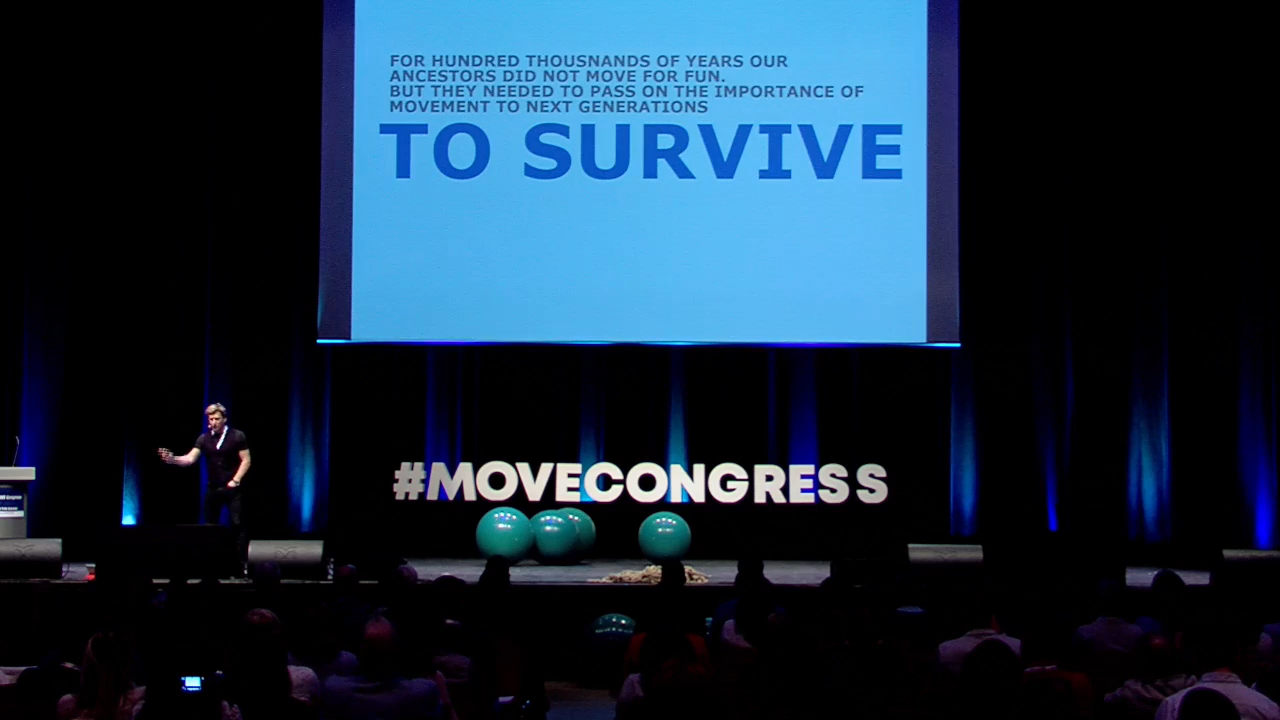 FOR HUNDRED THOUSNANDS OF YEARS OUR
ANCESTORS DID NOT MOVE FOR FUN.
BUT THEY NEEDED TO PASS ON THE IMPORTANCE OF
MOVEMENT TO NEXT GENERATIONS
TO SURVIVE
#MOVECONGRESS